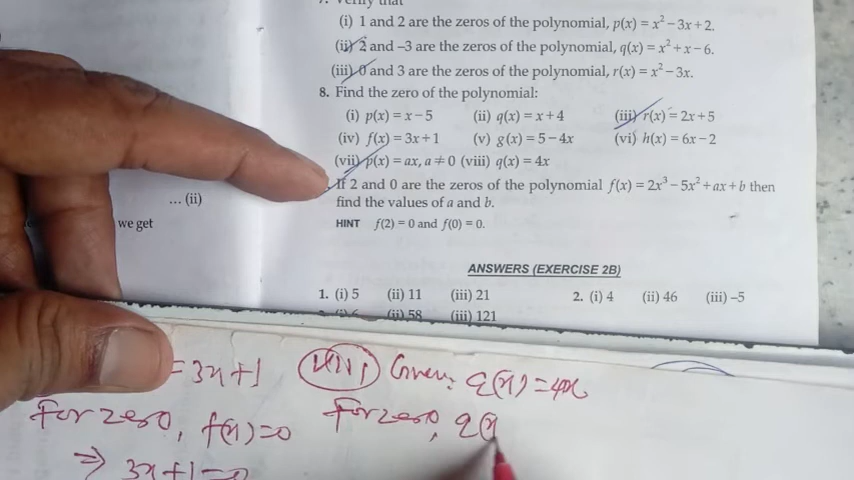 7. Verify that
(i) 1 and 2 are the zeros of the polynomial, p(x) = x² − 3x + 2.
(ii) 2 and −3 are the zeros of the polynomial, q(x) = x² + x − 6.
(iii) 0 and 3 are the zeros of the polynomial, r(x) = x² − 3x.
8. Find the zero of the polynomial:
(i) p(x) = x − 5 (ii) q(x) = x + 4 (iii) r(x) = 2x + 5
(iv) f(x) = 3x + 1 (v) g(x) = 5 − 4x (vi) h(x) = 6x − 2
(vii) p(x) = ax, a ≠ 0 (viii) q(x) = 4x
If 2 and 0 are the zeros of the polynomial f(x) = 2x³ − 5x² + ax + b then
find the values of a and b.
HINT f(2) = 0 and f(0) = 0.
... (ii)
we get
ANSWERS (EXERCISE 2B)
1. (i) 5 (ii) 11 (iii) 21 2. (i) 4 (ii) 46 (iii) −5
(i) 6 (ii) 58 (iii) 121
= 3x+1
For zero, f(x)=0
⇒ 3x+1=0
(viii) Given: q(x) = 4x
For zero, q(x